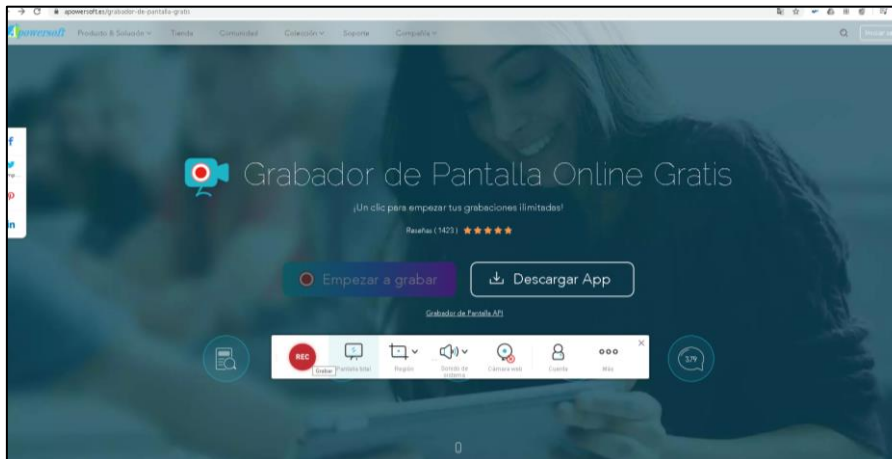 apowersoft.es/grabador-de-pantalla-gratis
Apowersoft Producto & Solución Tienda Comunidad Colección Soporte Compañía
Grabador de Pantalla Online Gratis
¡Un clic para empezar tus grabaciones ilimitadas!
Reseñas (1423)
Empezar a grabar
Descargar App
Grabador de Pantalla API
REC
Grabar
Pantalla total
Región
Sonido de sistema
Cámara web
Cuenta
Más
379